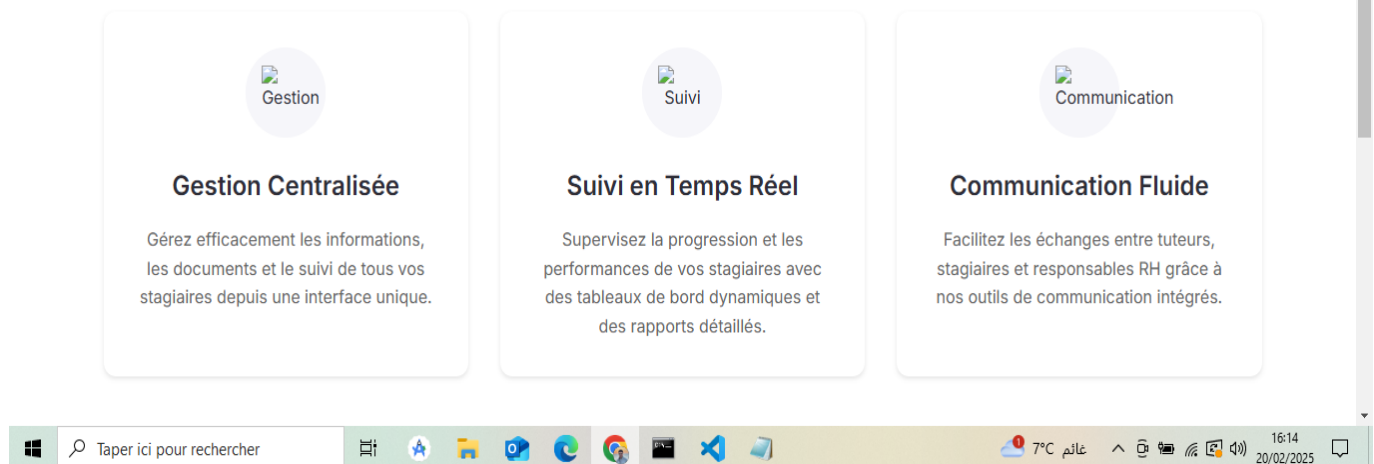 Gestion
Suivi
Communication
Gestion Centralisée
Suivi en Temps Réel
Communication Fluide
Gérez efficacement les informations,
les documents et le suivi de tous vos
stagiaires depuis une interface unique.
Supervisez la progression et les
performances de vos stagiaires avec
des tableaux de bord dynamiques et
des rapports détaillés.
Facilitez les échanges entre tuteurs,
stagiaires et responsables RH grâce à
nos outils de communication intégrés.
Taper ici pour rechercher
7°C غائم
16:14
20/02/2025